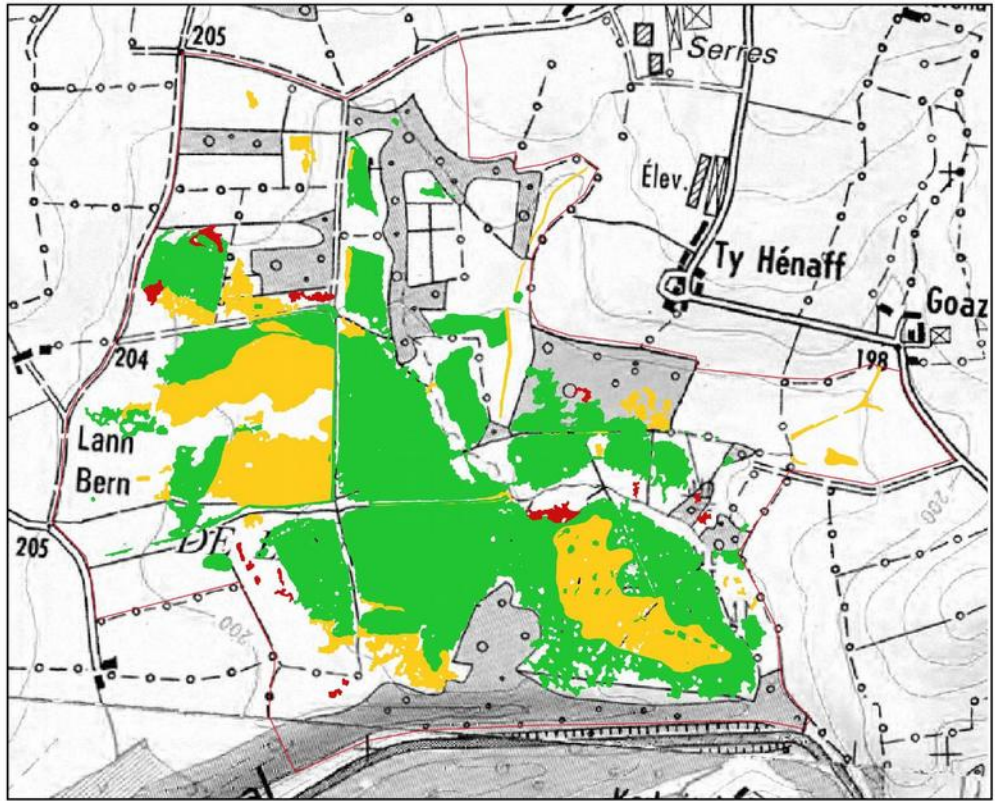 205
Serres
Élev.
Ty Hénaff
Goaz
198
204
Lann
Bern
200
205
DE L
200